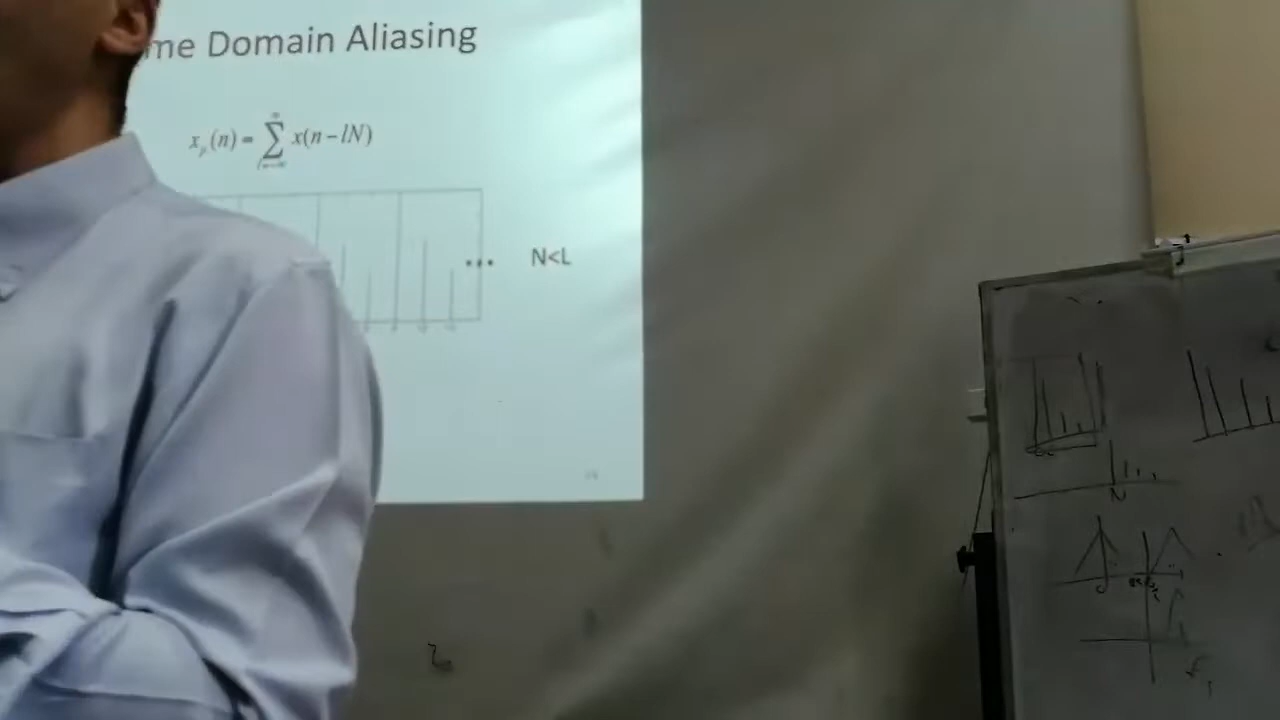 me Domain Aliasing
x_p(n) = ∑_{l=-∞}^{∞} x(n-lN)
... N<L
N